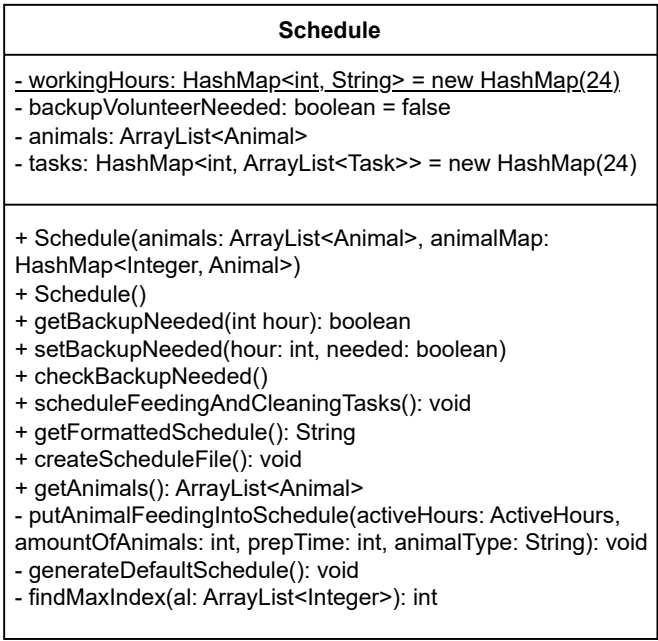 Schedule
- workingHours: HashMap<int, String> = new HashMap(24)
- backupVolunteerNeeded: boolean = false
- animals: ArrayList<Animal>
- tasks: HashMap<int, ArrayList<Task>> = new HashMap(24)
+ Schedule(animals: ArrayList<Animal>, animalMap:
HashMap<Integer, Animal>)
+ Schedule()
+ getBackupNeeded(int hour): boolean
+ setBackupNeeded(hour: int, needed: boolean)
+ checkBackupNeeded()
+ scheduleFeedingAndCleaningTasks(): void
+ getFormattedSchedule(): String
+ createScheduleFile(): void
+ getAnimals(): ArrayList<Animal>
- putAnimalFeedingIntoSchedule(activeHours: ActiveHours,
amountOfAnimals: int, prepTime: int, animalType: String): void
- generateDefaultSchedule(): void
- findMaxIndex(al: ArrayList<Integer>): int